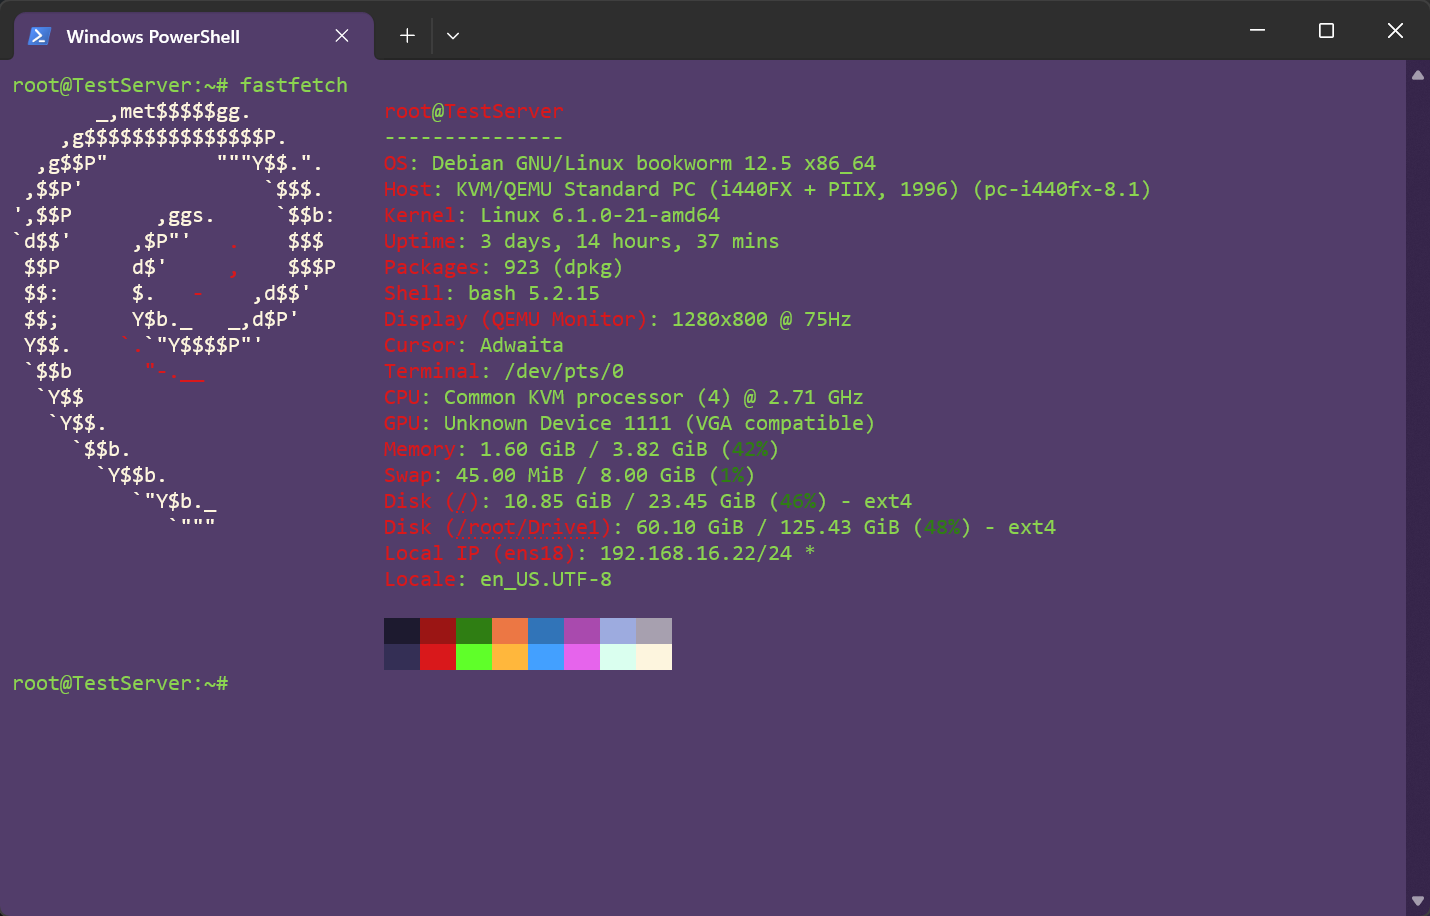 Windows PowerShell
root@TestServer:~# fastfetch
       _,met$$$$$gg.           root@TestServer
    ,g$$$$$$$$$$$$$$$P.        ---------------
  ,g$$P"         """Y$$.".     OS: Debian GNU/Linux bookworm 12.5 x86_64
 ,$$P'               `$$$.     Host: KVM/QEMU Standard PC (i440FX + PIIX, 1996) (pc-i440fx-8.1)
',$$P       ,ggs.     `$$b:    Kernel: Linux 6.1.0-21-amd64
`d$$'     ,$P"'   .    $$$     Uptime: 3 days, 14 hours, 37 mins
 $$P      d$'     ,    $$$P    Packages: 923 (dpkg)
 $$:      $.   -    ,d$$'      Shell: bash 5.2.15
 $$;      Y$b._   _,d$P'       Display (QEMU Monitor): 1280x800 @ 75Hz
 Y$$.    `.`"Y$$$$P"'          Cursor: Adwaita
 `$$b      "-.__               Terminal: /dev/pts/0
  `Y$$                         CPU: Common KVM processor (4) @ 2.71 GHz
   `Y$$.                       GPU: Unknown Device 1111 (VGA compatible)
     `$$b.                     Memory: 1.60 GiB / 3.82 GiB (42%)
       `Y$$b.                  Swap: 45.00 MiB / 8.00 GiB (1%)
          `"Y$b._              Disk (/): 10.85 GiB / 23.45 GiB (46%) - ext4
             `"""              Disk (/root/Drive1): 60.10 GiB / 125.43 GiB (48%) - ext4
                               Local IP (ens18): 192.168.16.22/24 *
                               Locale: en_US.UTF-8
root@TestServer:~#